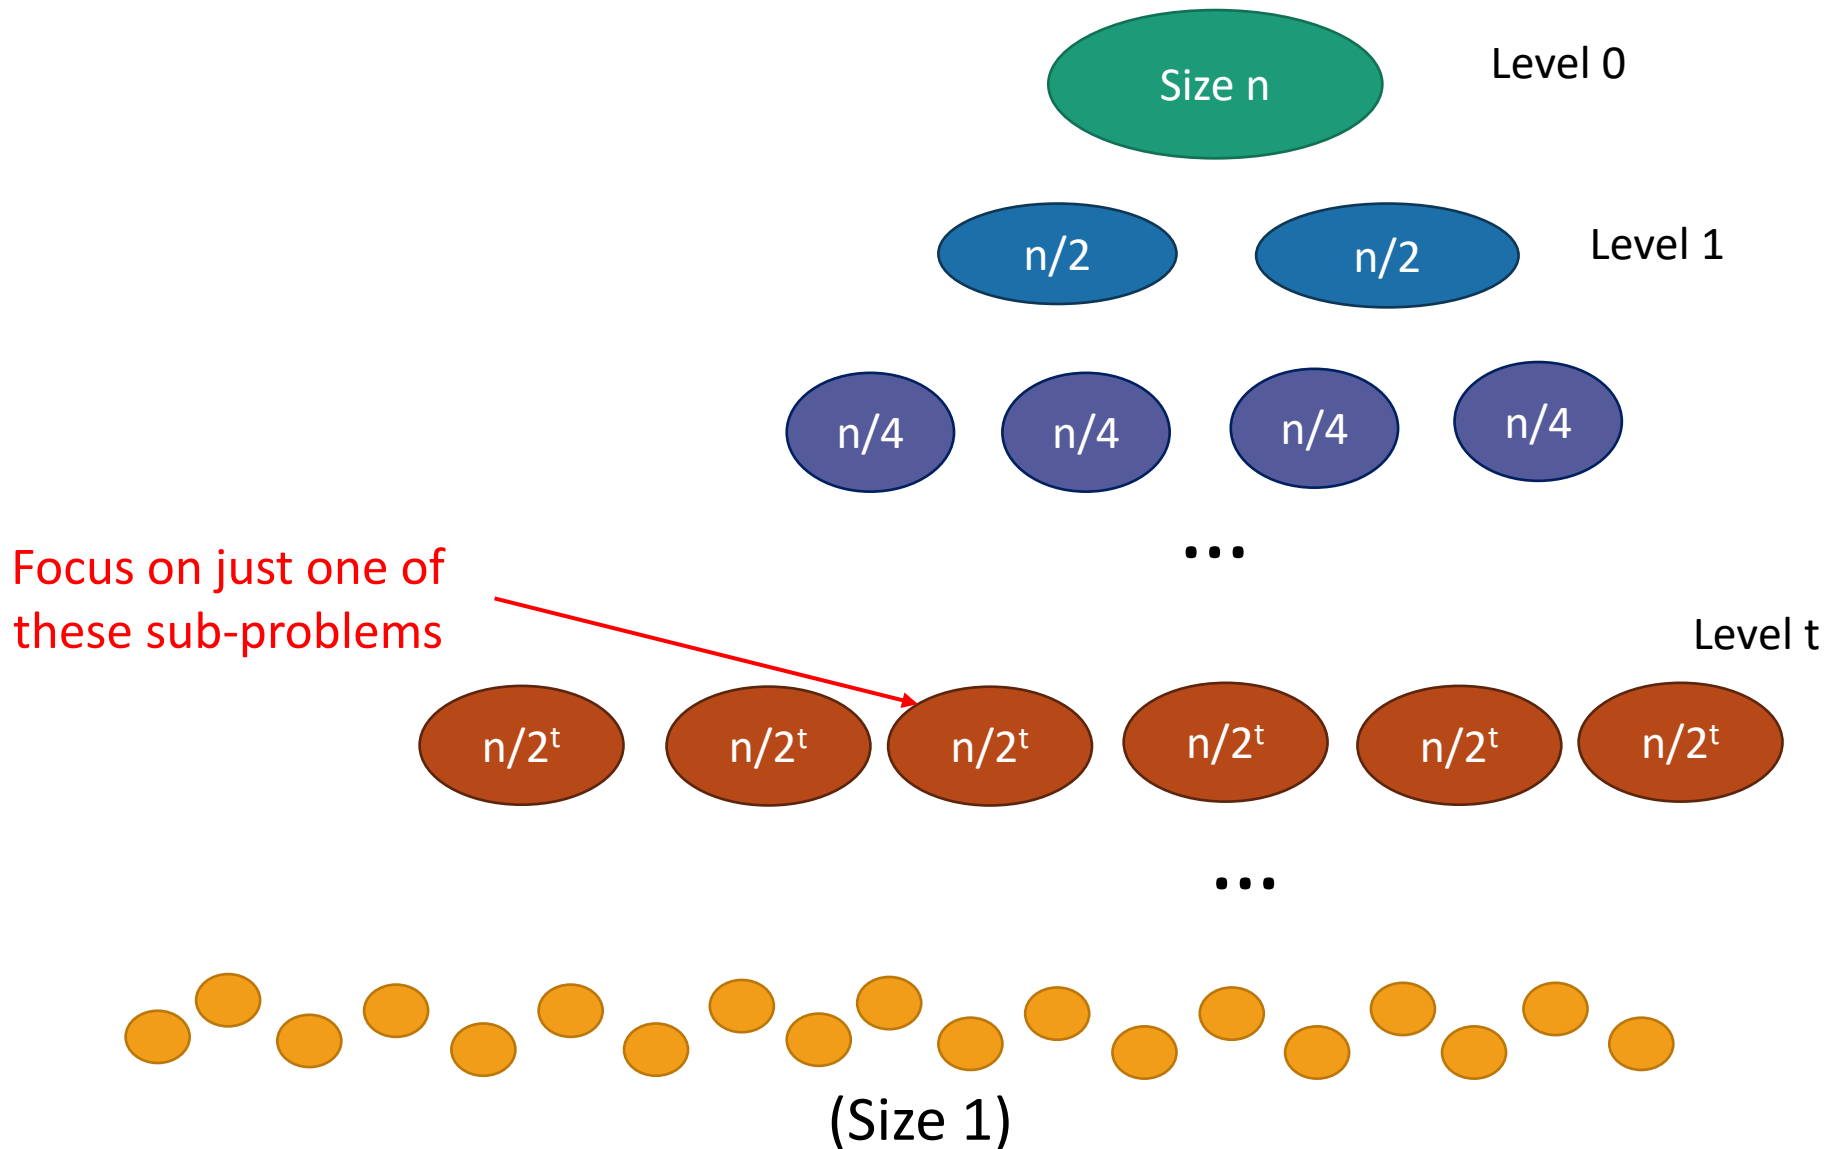 Size n
Level 0
n/2
n/2
Level 1
n/4
n/4
n/4
n/4
...
Focus on just one of
these sub-problems
Level t
n/2ᵗ
n/2ᵗ
n/2ᵗ
n/2ᵗ
n/2ᵗ
n/2ᵗ
...
(Size 1)